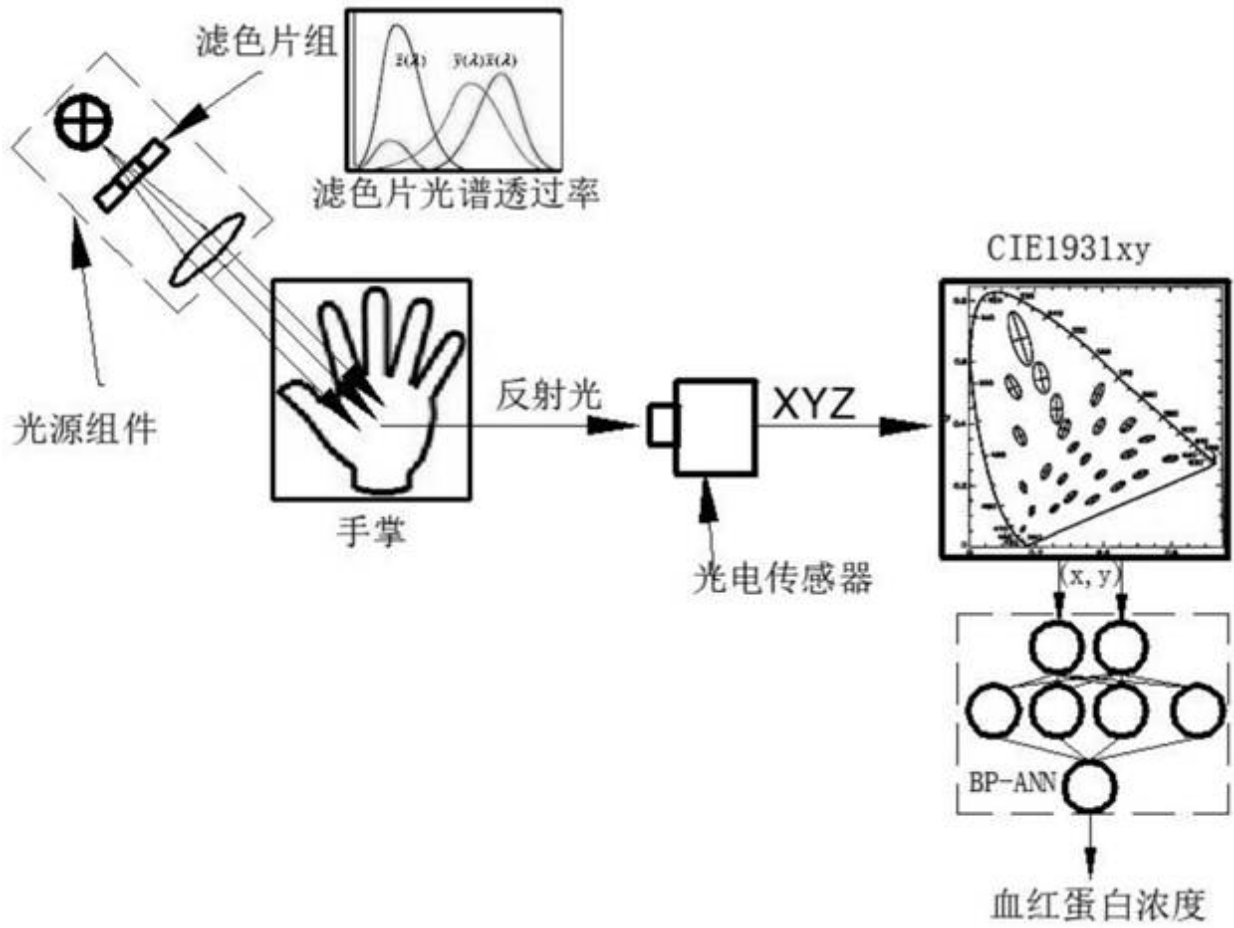 滤色片组
z̄(λ) ȳ(λ)x̄(λ)
滤色片光谱透过率
光源组件
手掌
反射光
XYZ
光电传感器
CIE1931xy
(x,y)
BP-ANN
血红蛋白浓度